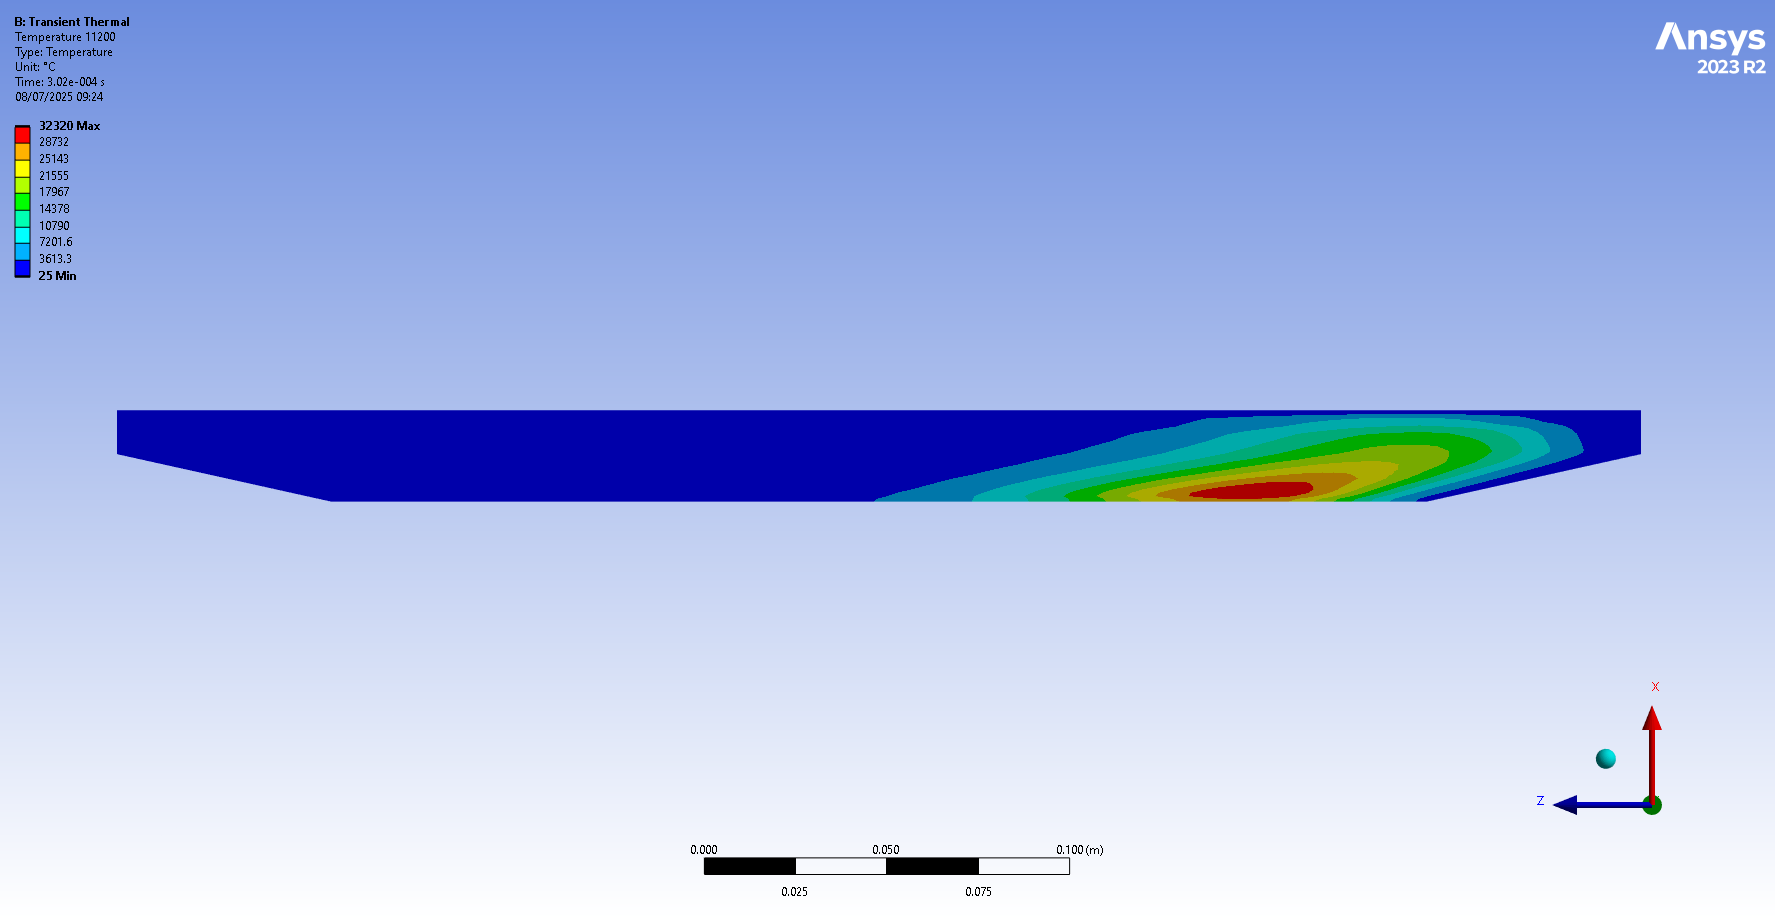 B: Transient Thermal
Temperature 11200
Type: Temperature
Unit: °C
Time: 3.02e-004 s
08/07/2025 09:24
32320 Max
28732
25143
21555
17967
14378
10790
7201.6
3613.3
25 Min
Ansys
2023 R2
X
Z
0.000 0.050 0.100 (m)
0.025 0.075